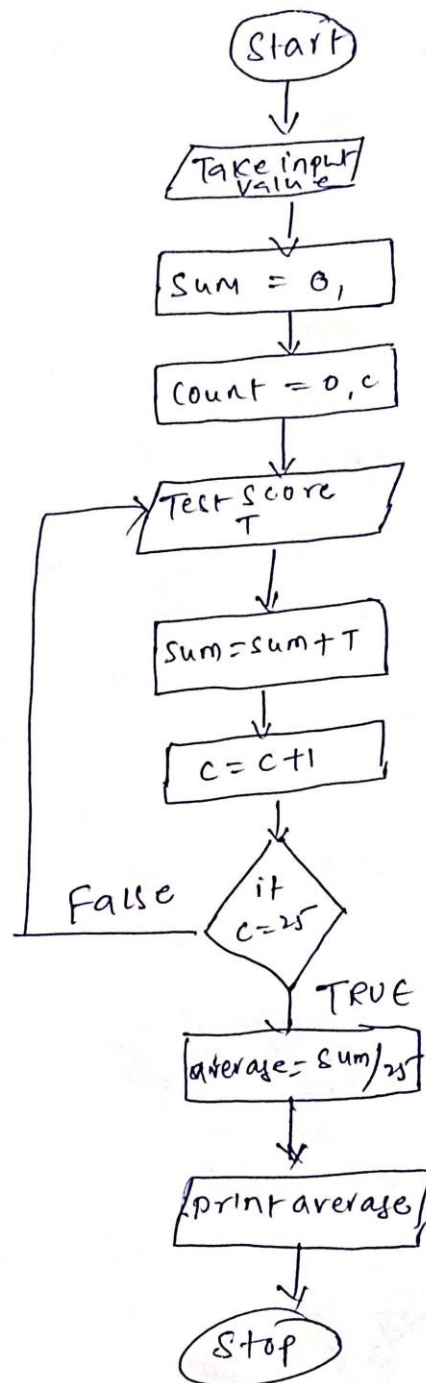 Start
Take input
value
Sum = 0,
Count = 0, c
Test Score
T
Sum = Sum + T
c = c+1
if
c = 25
False
TRUE
average = Sum/25
print average
Stop